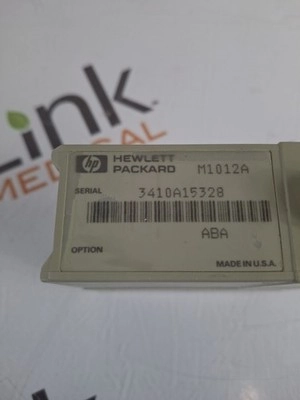 Link
MEDICAL
hp HEWLETT
PACKARD M1012A
SERIAL 3410A15328
ABA
OPTION
MADE IN U.S.A.